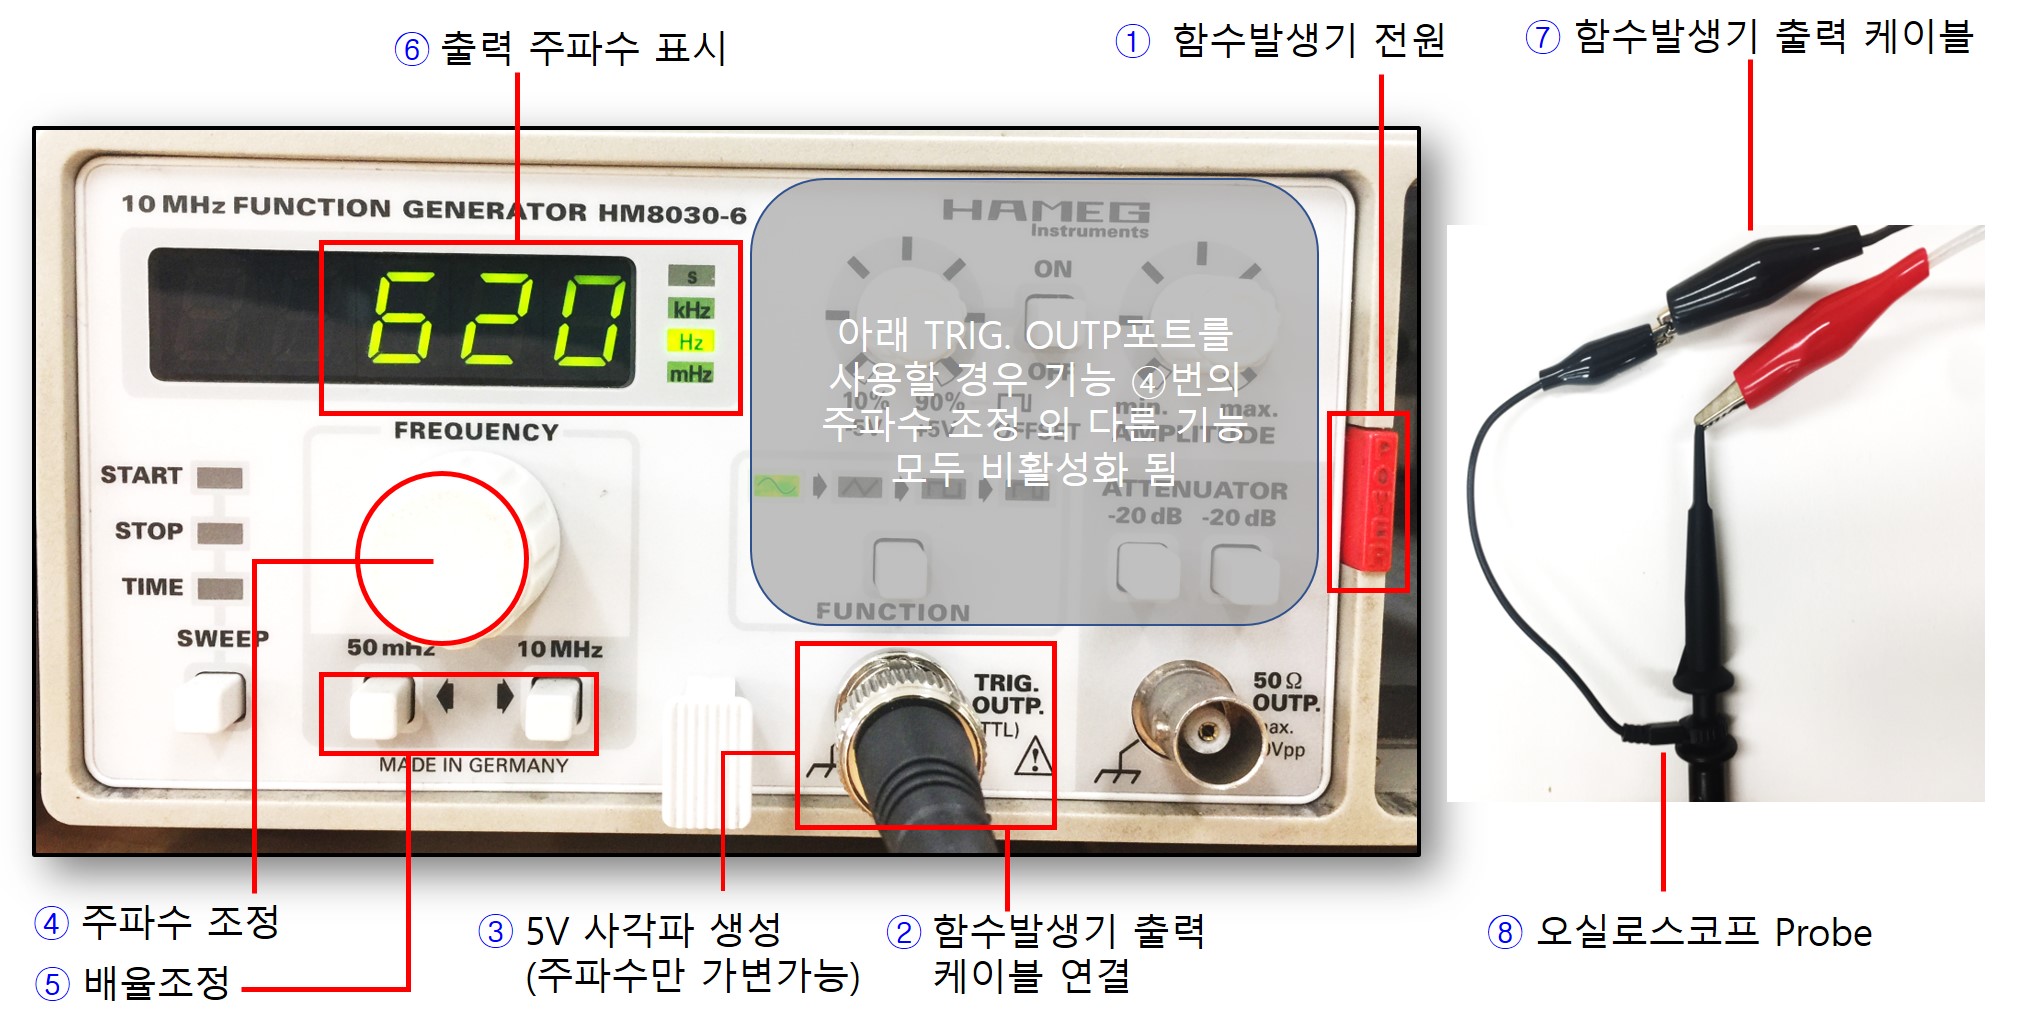 ⑥ 출력 주파수 표시
① 함수발생기 전원
⑦ 함수발생기 출력 케이블
10 MHz FUNCTION GENERATOR HM8030-6
HAMEG
Instruments
620
s
kHz
Hz
mHz
ON
OFF
아래 TRIG. OUTP포트를
사용할 경우 기능 ④번의
주파수 조정 외 다른 기능
모두 비활성화 됨
10% 90%
-5V +5V OFFSET
min. max.
AMPLITUDE
POWER
FREQUENCY
START
STOP
TIME
SWEEP
50 mHz
10 MHz
MADE IN GERMANY
FUNCTION
ATTENUATOR
-20 dB -20 dB
TRIG.
OUTP.
TTL)
50 Ω
OUTP.
④ 주파수 조정
⑤ 배율조정
③ 5V 사각파 생성
(주파수만 가변가능)
② 함수발생기 출력
케이블 연결
⑧ 오실로스코프 Probe